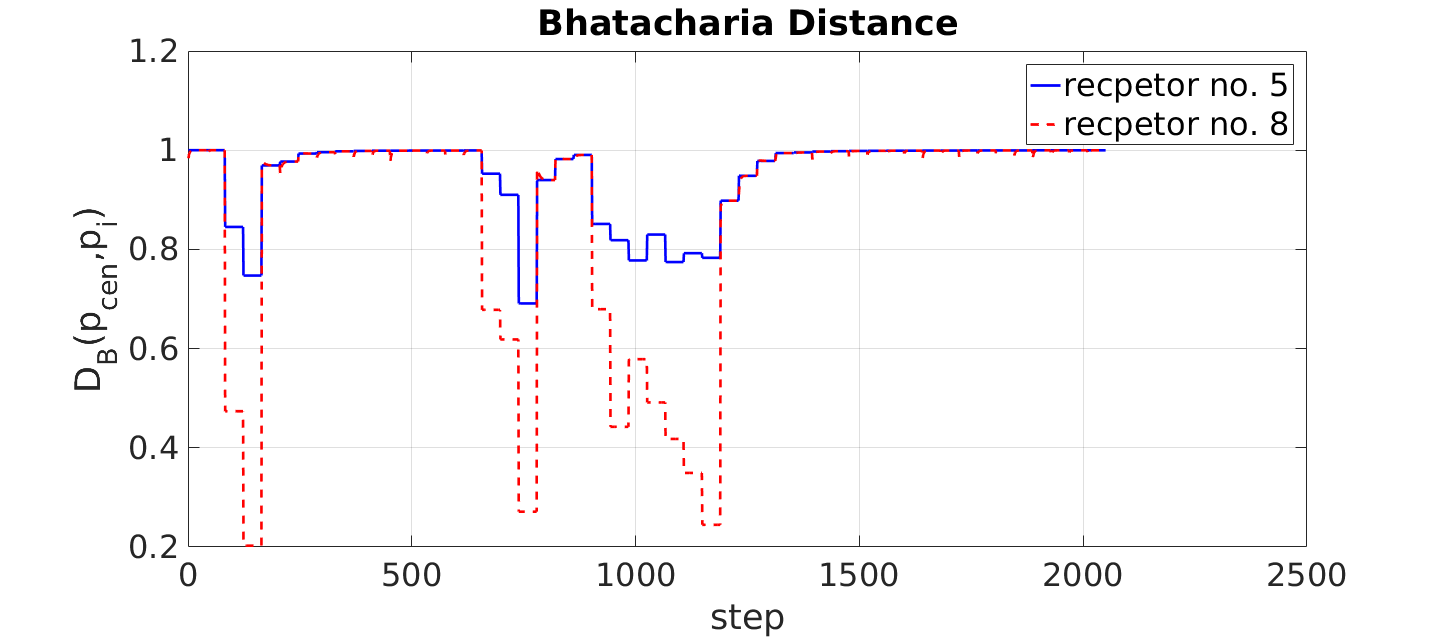 Bhatacharia Distance
1.2
1
0.8
0.6
0.4
0.2
D_B(p_cen,p_i)
recpetor no. 5
recpetor no. 8
0 500 1000 1500 2000 2500
step